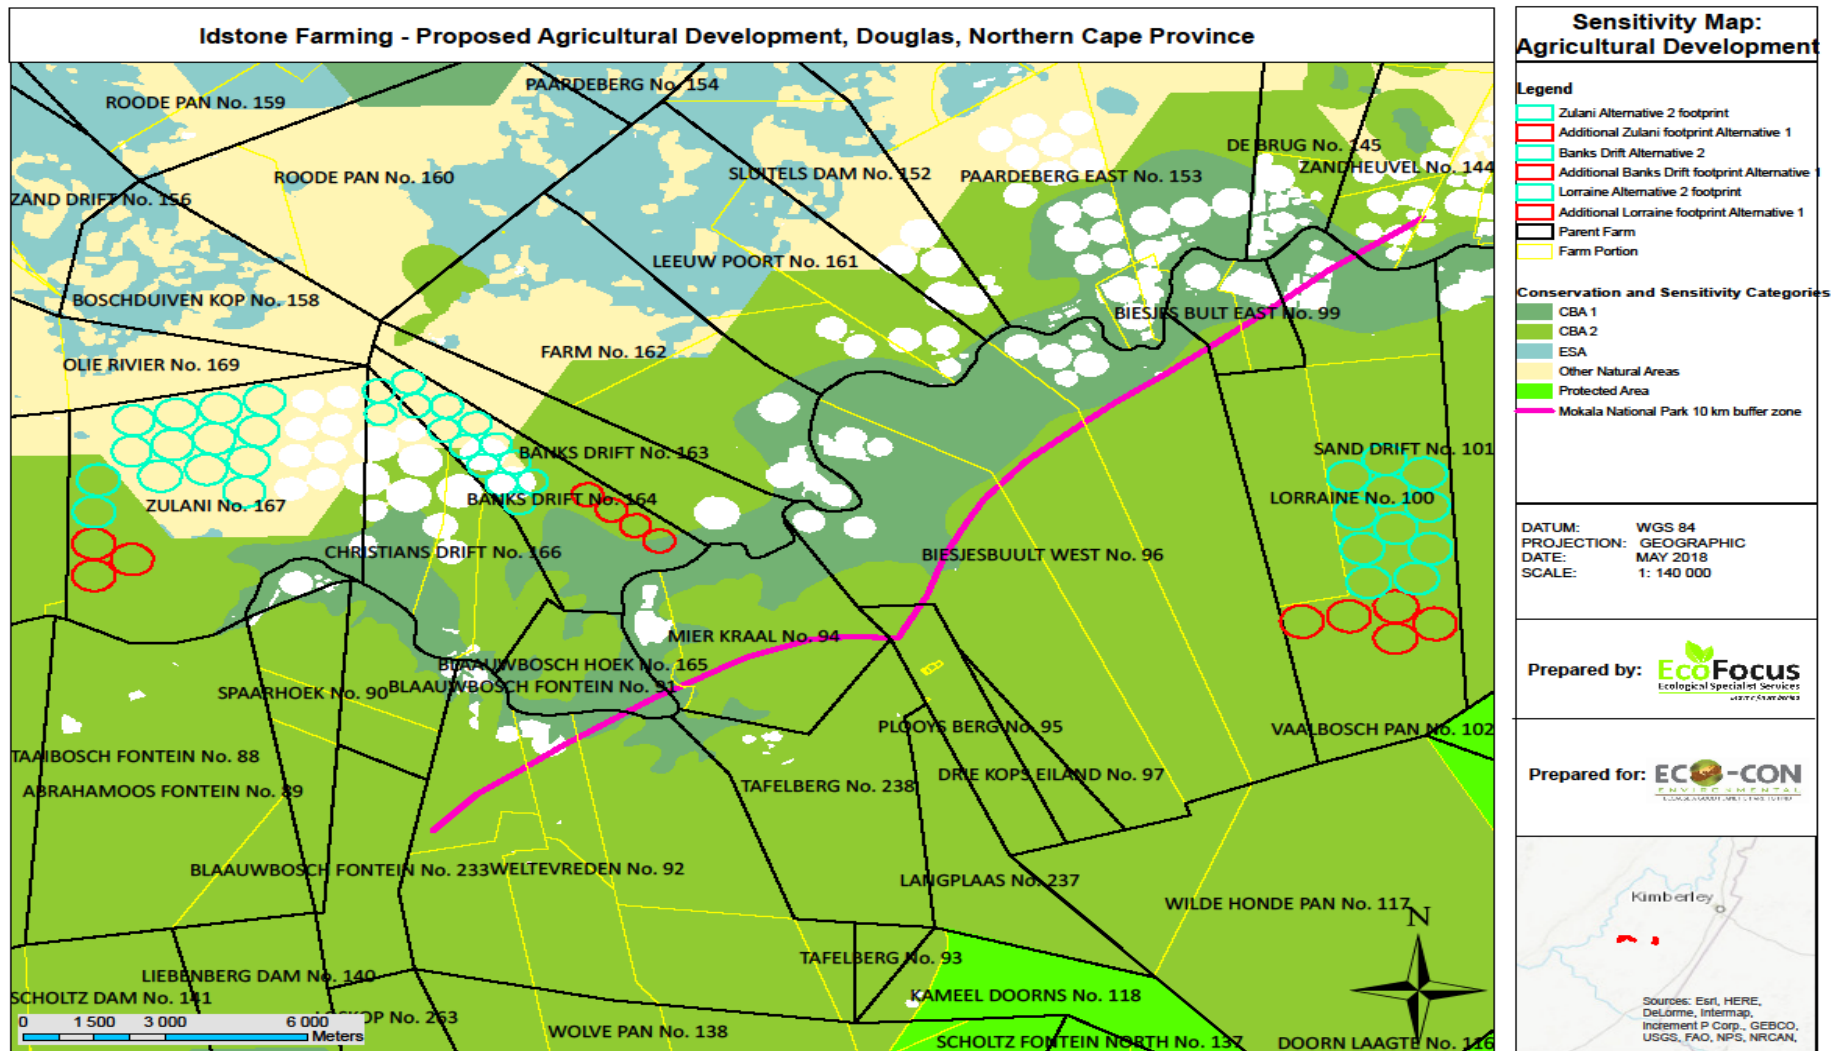 Idstone Farming - Proposed Agricultural Development, Douglas, Northern Cape Province
PAARDEBERG No. 154
ROODE PAN No. 159
DE BRUG No. 145
ZANDHEUVEL No. 144
ROODE PAN No. 160
SLUITELS DAM No. 152
PAARDEBERG EAST No. 153
ZAND DRIFT No. 156
LEEUW POORT No. 161
BOSCHDUIVEN KOP No. 158
BIESJES BULT EAST No. 99
FARM No. 162
OLIE RIVIER No. 169
BANKS DRIFT No. 163
SAND DRIFT No. 101
BANKS DRIFT No. 164
LORRAINE No. 100
ZULANI No. 167
CHRISTIANS DRIFT No. 166
BIESJESBUULT WEST No. 96
MIER KRAAL No. 94
BLAAUWBOSCH HOEK No. 165
SPAARHOEK No. 90
BLAAUWBOSCH FONTEIN No. 91
PLOOYS BERG No. 95
VAALBOSCH PAN No. 102
TAAIBOSCH FONTEIN No. 88
DRIE KOPS EILAND No. 97
ABRAHAMOOS FONTEIN No. 89
TAFELBERG No. 238
BLAAUWBOSCH FONTEIN No. 233
WELTEVREDEN No. 92
LANGPLAAS No. 237
WILDE HONDE PAN No. 117
N
TAFELBERG No. 93
LIEBENBERG DAM No. 140
SCHOLTZ DAM No. 141
KAMEEL DOORNS No. 118
SKOP No. 263
WOLVE PAN No. 138
SCHOLTZ FONTEIN NORTH No. 137
DOORN LAAGTE No. 116
0 1 500 3 000 6 000
Meters
Sensitivity Map:
Agricultural Development
Legend
Zulani Alternative 2 footprint
Additional Zulani footprint Alternative 1
Banks Drift Alternative 2
Additional Banks Drift footprint Alternative 1
Lorraine Alternative 2 footprint
Additional Lorraine footprint Alternative 1
Parent Farm
Farm Portion
Conservation and Sensitivity Categories
CBA 1
CBA 2
ESA
Other Natural Areas
Protected Area
Mokala National Park 10 km buffer zone
DATUM: WGS 84
PROJECTION: GEOGRAPHIC
DATE: MAY 2018
SCALE: 1: 140 000
Prepared by: EcoFocus
Ecological Specialist Services
Prepared for: ECO-CON
ENVIRONMENTAL
Kimberley
Sources: Esri, HERE,
DeLorme, Intermap,
Increment P Corp., GEBCO,
USGS, FAO, NPS, NRCAN,